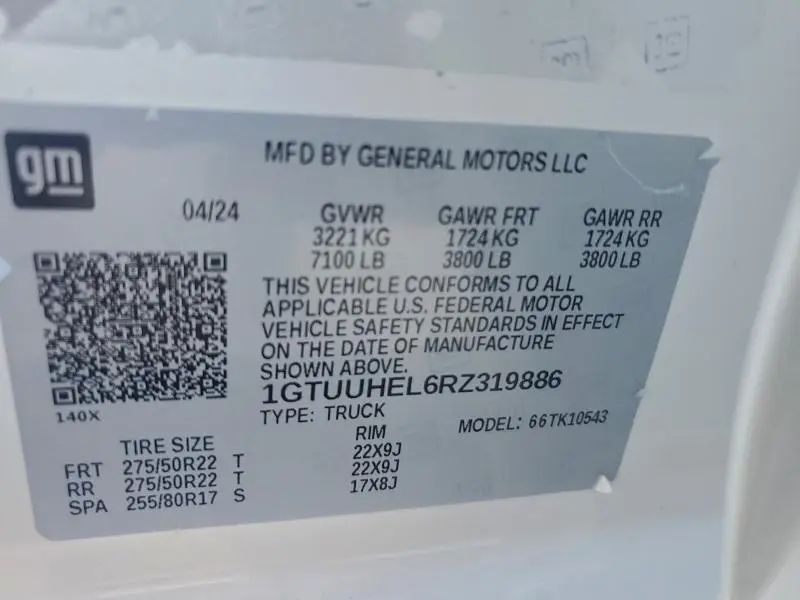 gm
MFD BY GENERAL MOTORS LLC
04/24 GVWR GAWR FRT GAWR RR
3221 KG 1724 KG 1724 KG
7100 LB 3800 LB 3800 LB
THIS VEHICLE CONFORMS TO ALL
APPLICABLE U.S. FEDERAL MOTOR
VEHICLE SAFETY STANDARDS IN EFFECT
ON THE DATE OF MANUFACTURE
SHOWN ABOVE.
1GTUUHEL6RZ319886
140X
TYPE: TRUCK MODEL: 66TK10543
TIRE SIZE RIM
FRT 275/50R22 T 22X9J
RR 275/50R22 T 22X9J
SPA 255/80R17 S 17X8J